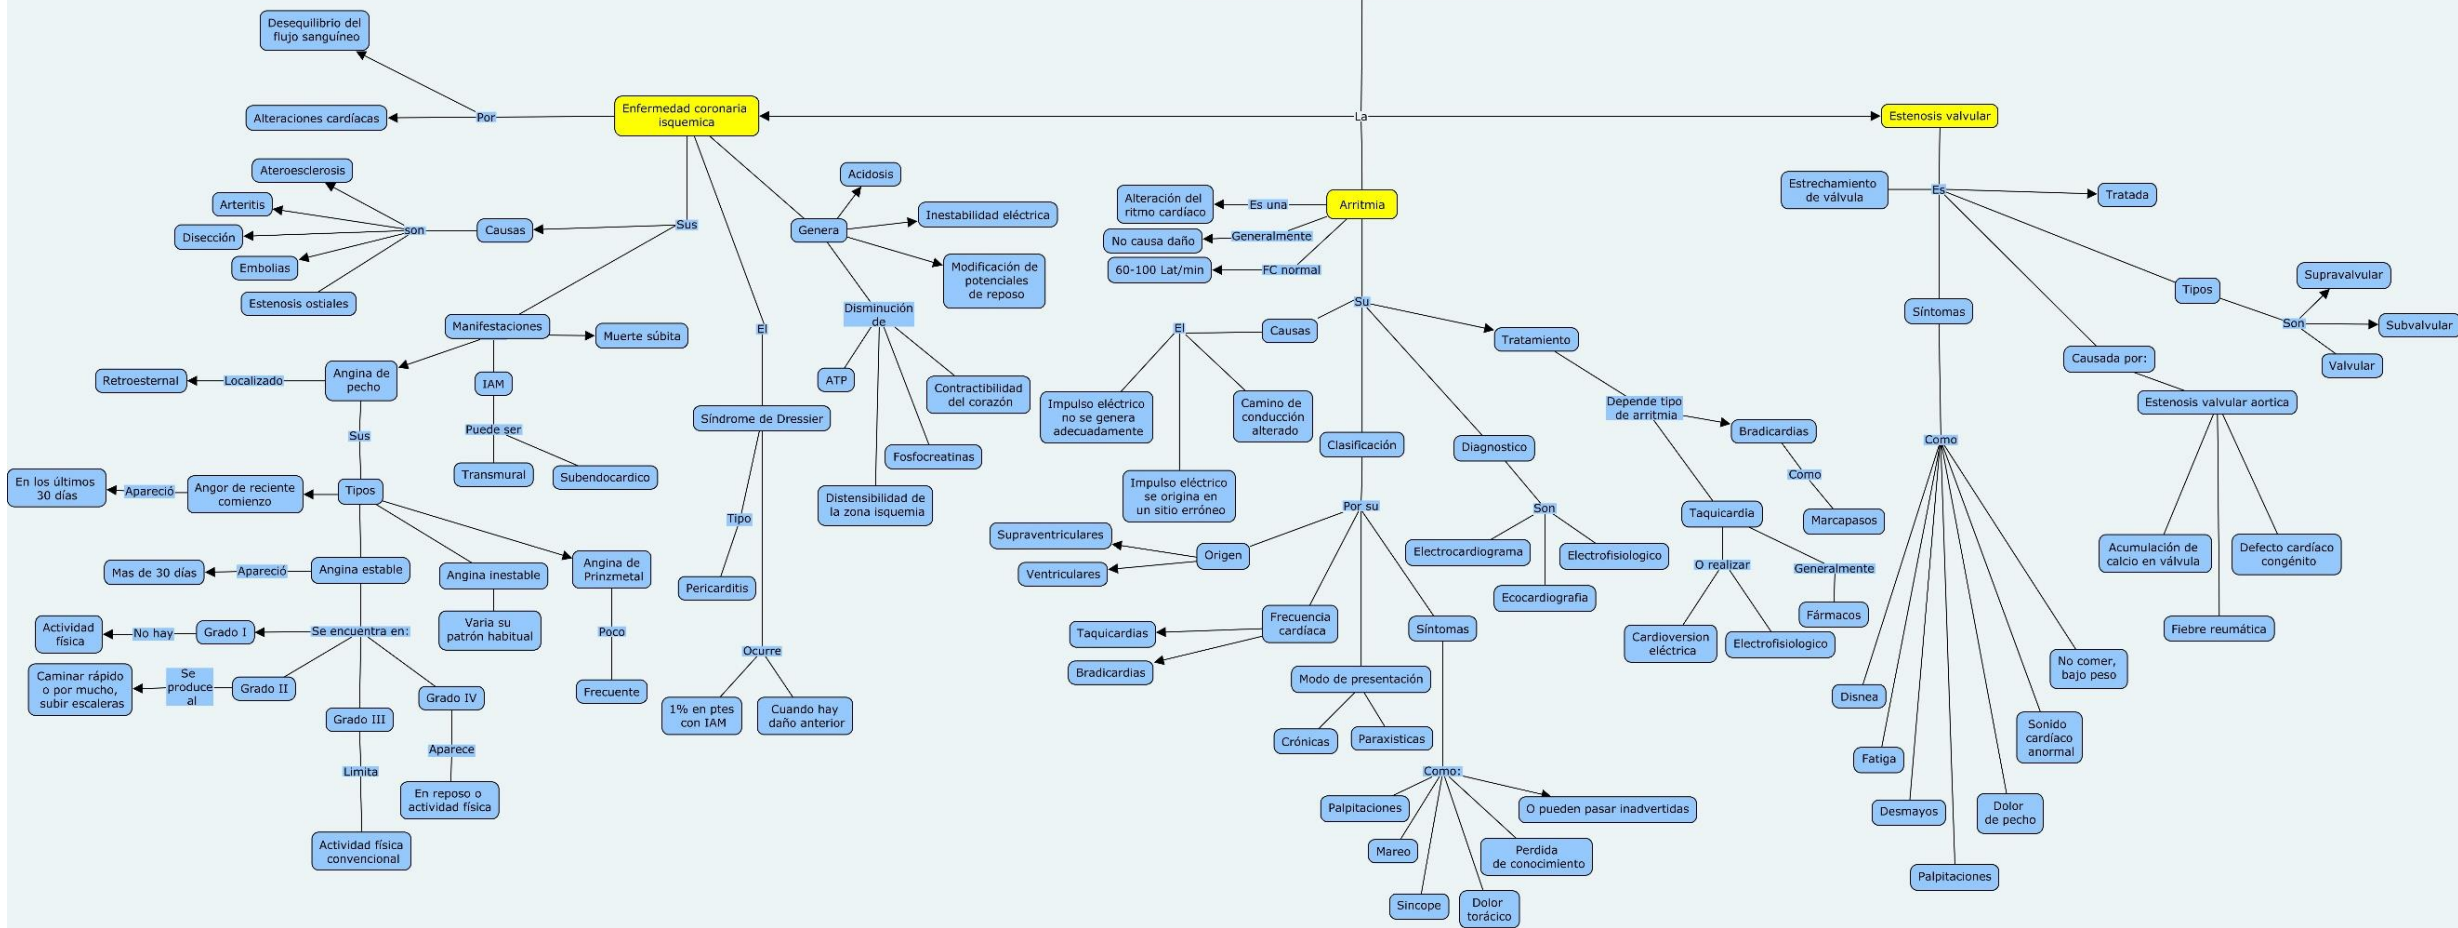 Desequilibrio del
flujo sanguíneo
Por
Alteraciones cardíacas
Enfermedad coronaria
isquemica
La
Estenosis valvular
Ateroesclerosis
Arteritis
Disección
Embolias
Estenosis ostiales
son
Causas
Sus
Manifestaciones
Muerte súbita
Angina de
pecho
Localizado
Retroesternal
IAM
Puede ser
Transmural
Subendocardico
Sus
Tipos
Angor de reciente
comienzo
Apareció
En los últimos
30 días
Angina estable
Apareció
Mas de 30 días
Angina inestable
Varia su
patrón habitual
Angina de
Prinzmetal
Poco
Frecuente
Se encuentra en:
Grado I
No hay
Actividad
física
Grado II
Se
produce
al
Caminar rápido
o por mucho,
subir escaleras
Grado III
Limita
Actividad física
convencional
Grado IV
Aparece
En reposo o
actividad física
El
Síndrome de Dressier
Tipo
Pericarditis
Ocurre
1% en ptes
con IAM
Cuando hay
daño anterior
Genera
Acidosis
Inestabilidad eléctrica
Modificación de
potenciales
de reposo
Disminución
de
ATP
Distensibilidad de
la zona isquemia
Fosfocreatinas
Contractibilidad
del corazón
Arritmia
Es una
Alteración del
ritmo cardíaco
Generalmente
No causa daño
FC normal
60-100 Lat/min
Su
Causas
El
Impulso eléctrico
no se genera
adecuadamente
Impulso eléctrico
se origina en
un sitio erróneo
Camino de
conducción
alterado
Clasificación
Por su
Origen
Supraventriculares
Ventriculares
Frecuencia
cardíaca
Taquicardias
Bradicardias
Modo de presentación
Crónicas
Paraxisticas
Síntomas
Como:
Palpitaciones
Mareo
Sincope
Dolor
torácico
Perdida
de conocimiento
O pueden pasar inadvertidas
Diagnostico
Son
Electrocardiograma
Ecocardiografia
Electrofisiologico
Tratamiento
Depende tipo
de arritmia
Bradicardias
Como
Marcapasos
Taquicardia
O realizar
Cardioversion
eléctrica
Electrofisiologico
Generalmente
Fármacos
Es
Estrechamiento
de válvula
Tratada
Tipos
Son
Supravalvular
Subvalvular
Valvular
Causada por:
Estenosis valvular aortica
Acumulación de
calcio en válvula
Fiebre reumática
Defecto cardíaco
congénito
Síntomas
Como
Disnea
Fatiga
Desmayos
Palpitaciones
Dolor
de pecho
Sonido
cardíaco
anormal
No comer,
bajo peso